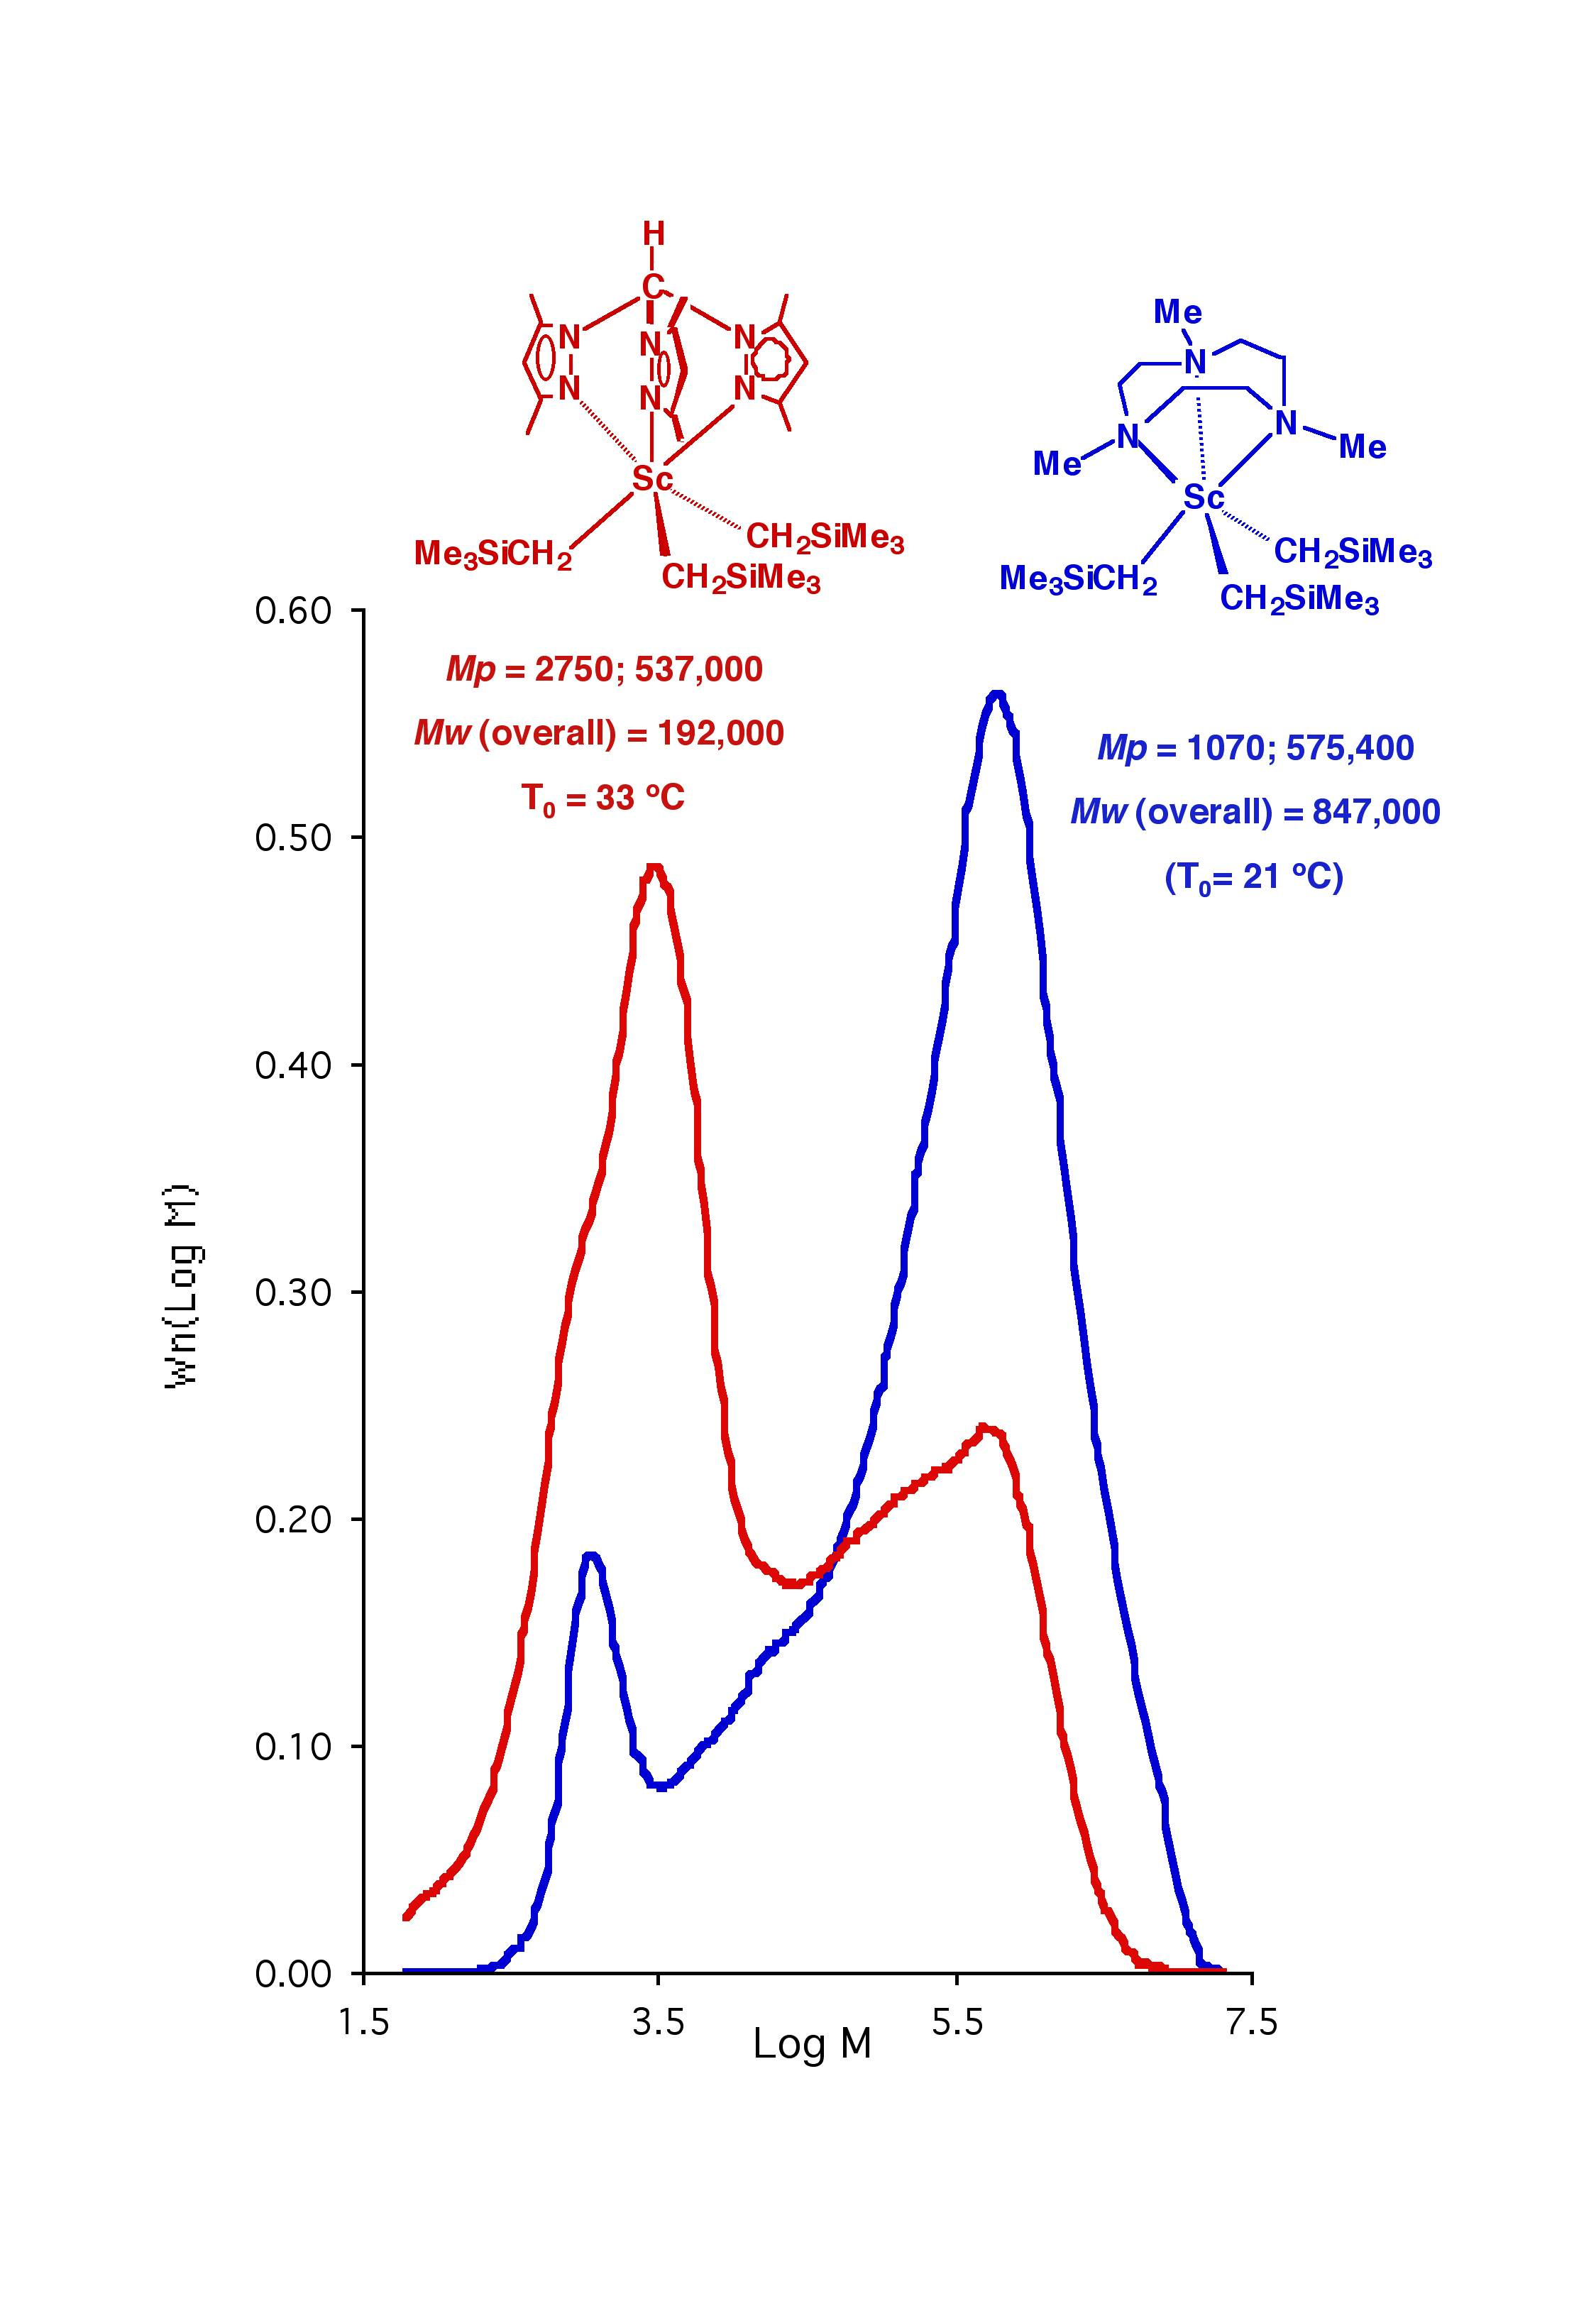 H
C
N N N
N N N
Sc
Me₃SiCH₂
CH₂SiMe₃
CH₂SiMe₃
Me
N
N
N
Me
Me
Sc
Me₃SiCH₂
CH₂SiMe₃
CH₂SiMe₃
Mp = 2750; 537,000
Mw (overall) = 192,000
T₀ = 33 ºC
Mp = 1070; 575,400
Mw (overall) = 847,000
(T₀= 21 ºC)
0.60
0.50
0.40
0.30
0.20
0.10
0.00
Wn(Log M)
1.5 3.5 5.5 7.5
Log M